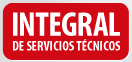 INTEGRAL
DE SERVICIOS TÉCNICOS